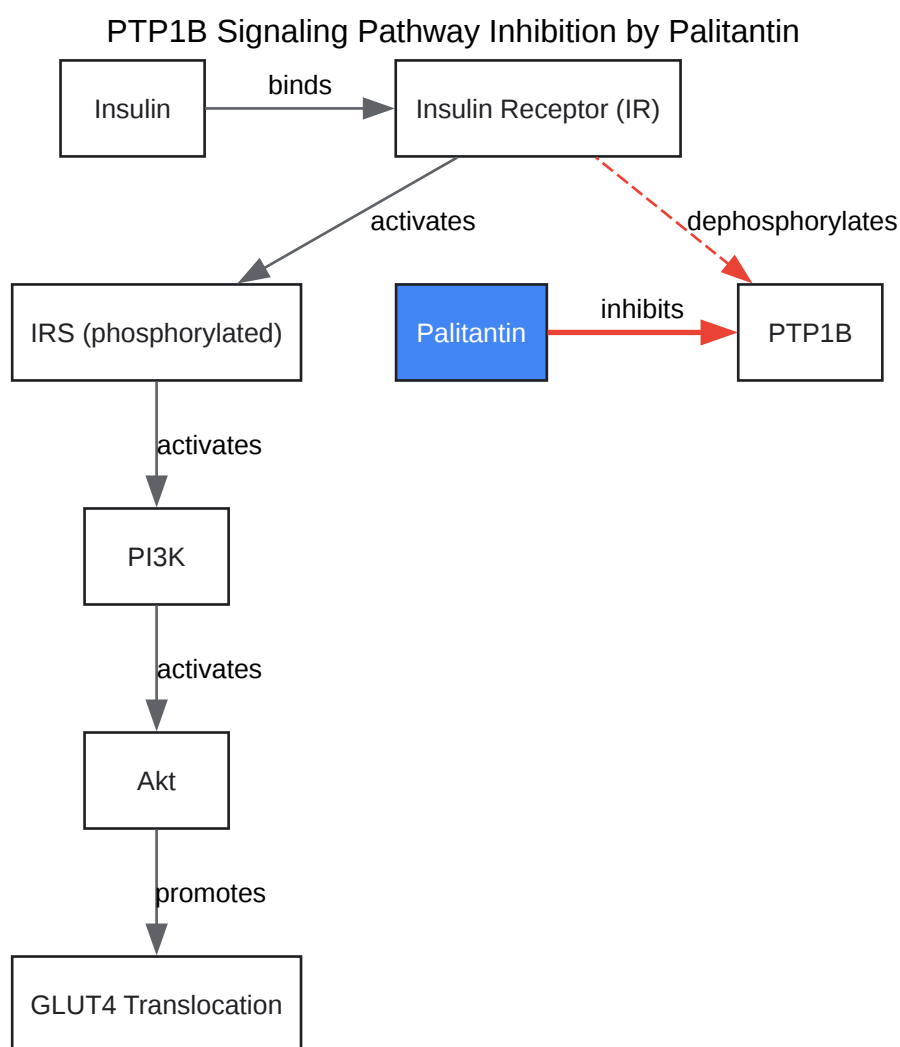 PTP1B Signaling Pathway Inhibition by Palitantin
Insulin
binds
Insulin Receptor (IR)
activates
dephosphorylates
IRS (phosphorylated)
Palitantin
inhibits
PTP1B
activates
PI3K
activates
Akt
promotes
GLUT4 Translocation